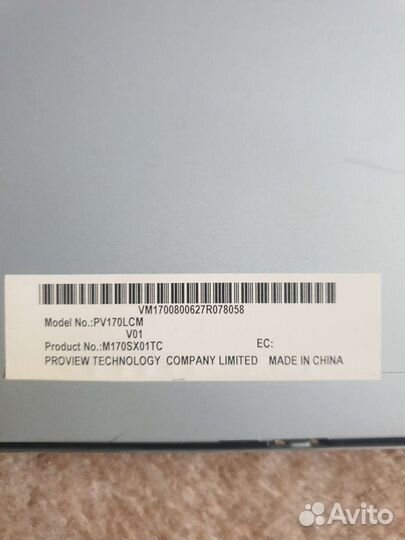 VM1700800627R078058
Model No.:PV170LCM
V01
Product No.:M170SX01TC EC:
PROVIEW TECHNOLOGY COMPANY LIMITED MADE IN CHINA
Avito